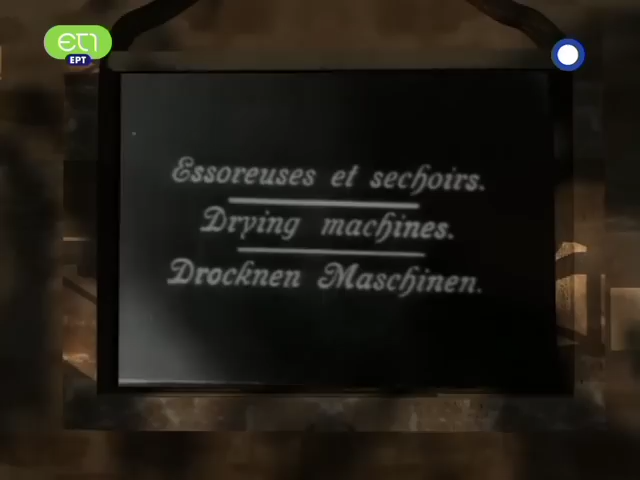 ετ1
ΕΡΤ
Essoreuses et sechoirs.
Drying machines.
Drocknen Maschinen.